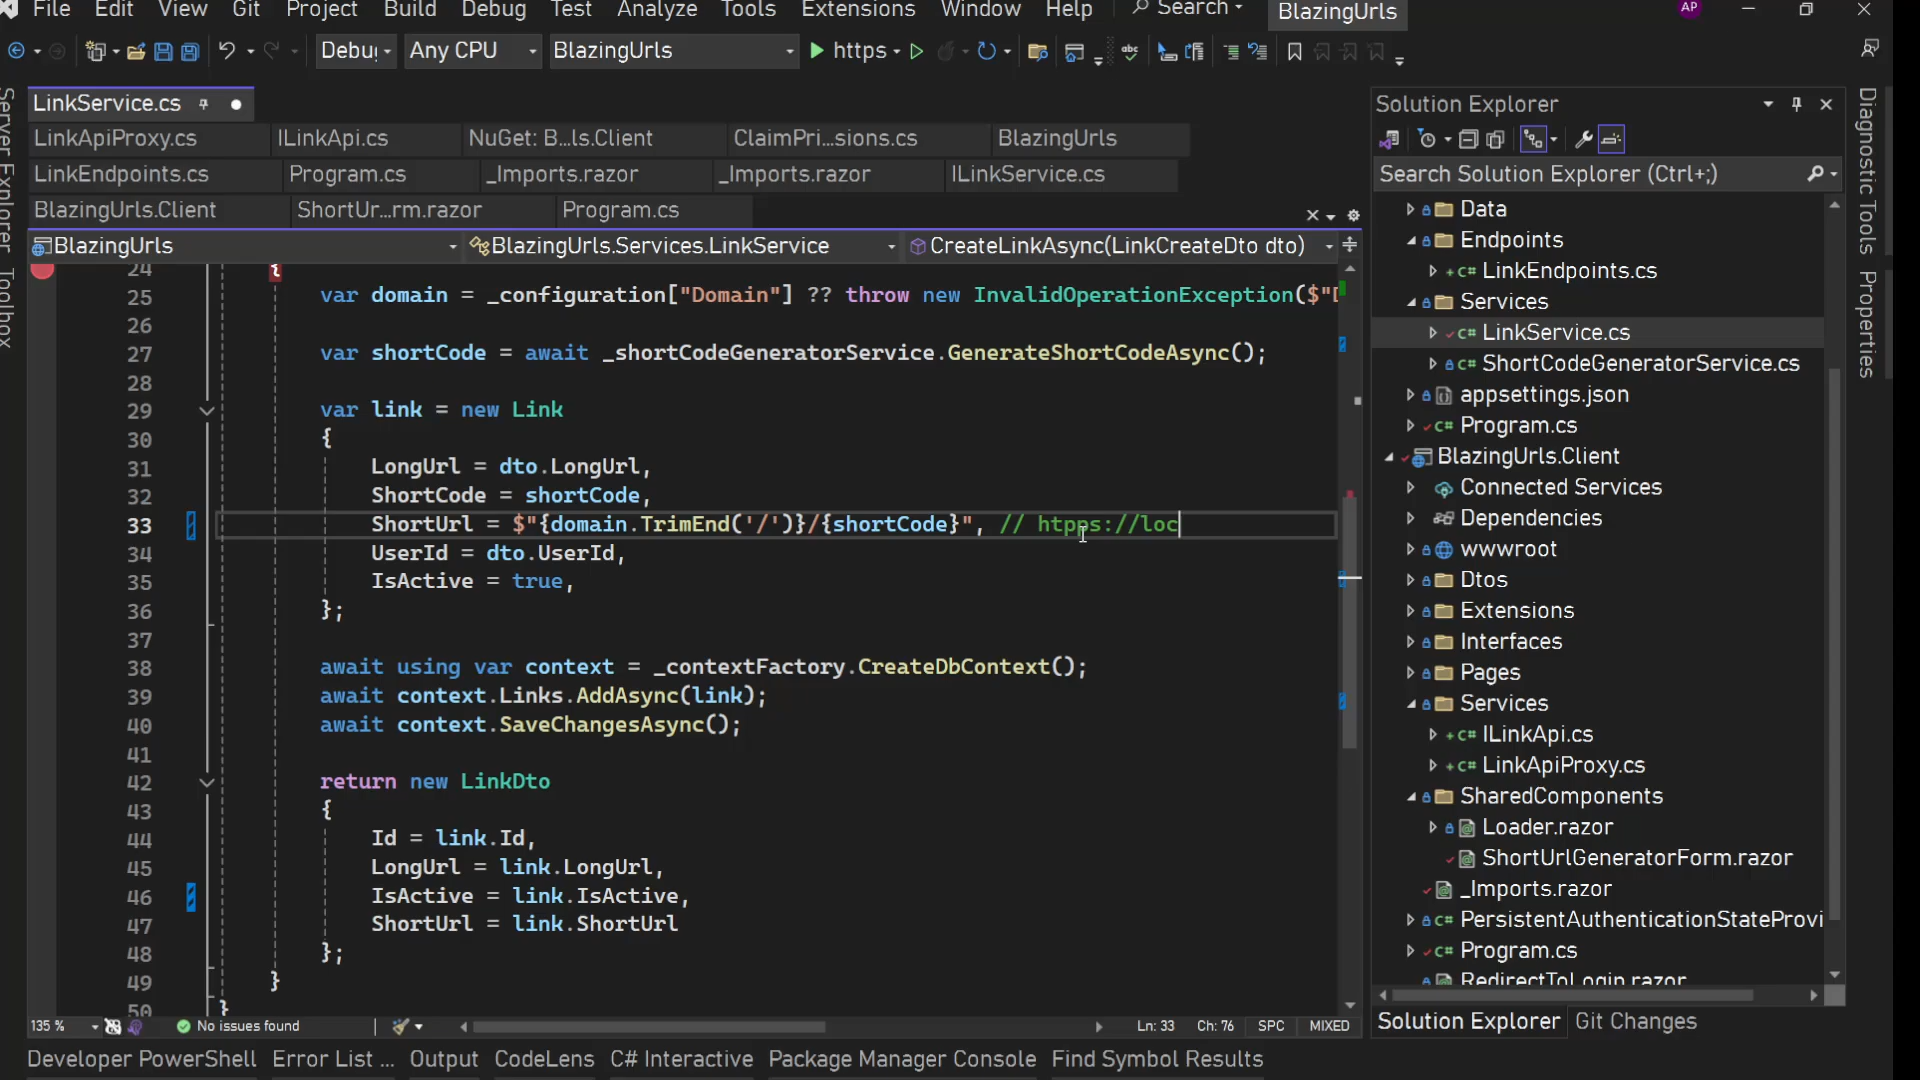 File Edit View Git Project Build Debug Test Analyze Tools Extensions Window Help Search BlazingUrls AP
Debug Any CPU BlazingUrls https
LinkService.cs
LinkApiProxy.cs ILinkApi.cs NuGet: B...ls.Client ClaimPri...sions.cs BlazingUrls
LinkEndpoints.cs Program.cs _Imports.razor _Imports.razor ILinkService.cs
BlazingUrls.Client ShortUr...rm.razor Program.cs
BlazingUrls BlazingUrls.Services.LinkService CreateLinkAsync(LinkCreateDto dto)
24 {
25 var domain = _configuration["Domain"] ?? throw new InvalidOperationException($"D
26
27 var shortCode = await _shortCodeGeneratorService.GenerateShortCodeAsync();
28
29 var link = new Link
30 {
31 LongUrl = dto.LongUrl,
32 ShortCode = shortCode,
33 ShortUrl = $"{domain.TrimEnd('/')}/{shortCode}", // htpps://loc
34 UserId = dto.UserId,
35 IsActive = true,
36 };
37
38 await using var context = _contextFactory.CreateDbContext();
39 await context.Links.AddAsync(link);
40 await context.SaveChangesAsync();
41
42 return new LinkDto
43 {
44 Id = link.Id,
45 LongUrl = link.LongUrl,
46 IsActive = link.IsActive,
47 ShortUrl = link.ShortUrl
48 };
49 }
50 }
135 % No issues found Ln: 33 Ch: 76 SPC MIXED
Developer PowerShell Error List ... Output CodeLens C# Interactive Package Manager Console Find Symbol Results
Server Explorer
Toolbox
Solution Explorer
Search Solution Explorer (Ctrl+;)
Data
Endpoints
LinkEndpoints.cs
Services
LinkService.cs
ShortCodeGeneratorService.cs
appsettings.json
Program.cs
BlazingUrls.Client
Connected Services
Dependencies
wwwroot
Dtos
Extensions
Interfaces
Pages
Services
ILinkApi.cs
LinkApiProxy.cs
SharedComponents
Loader.razor
ShortUrlGeneratorForm.razor
_Imports.razor
PersistentAuthenticationStateProvi
Program.cs
RedirectToLogin.razor
Solution Explorer Git Changes
Diagnostic Tools
Properties